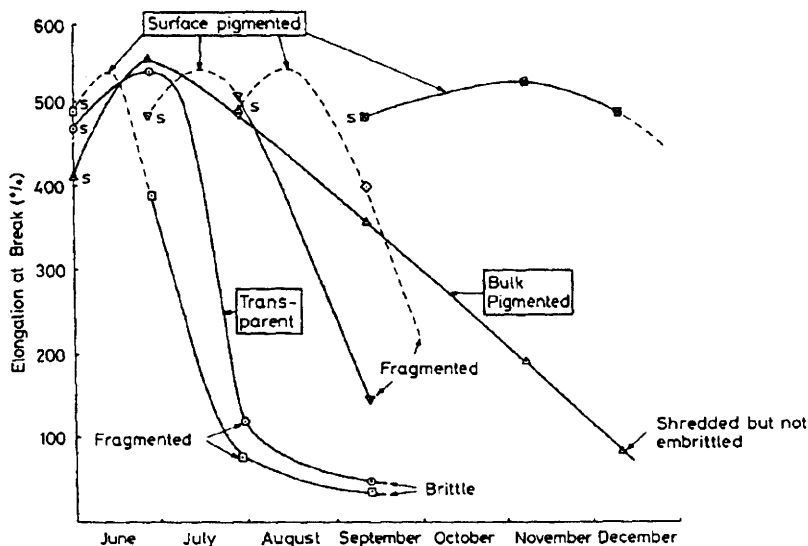 600
500
400
300
200
100
Elongation at Break (%)
Surface pigmented
s
s
s
s
s
s
Trans-
parent
Bulk
Pigmented
Fragmented
Fragmented
Brittle
Shredded but not
embrittled
June July August September October November December